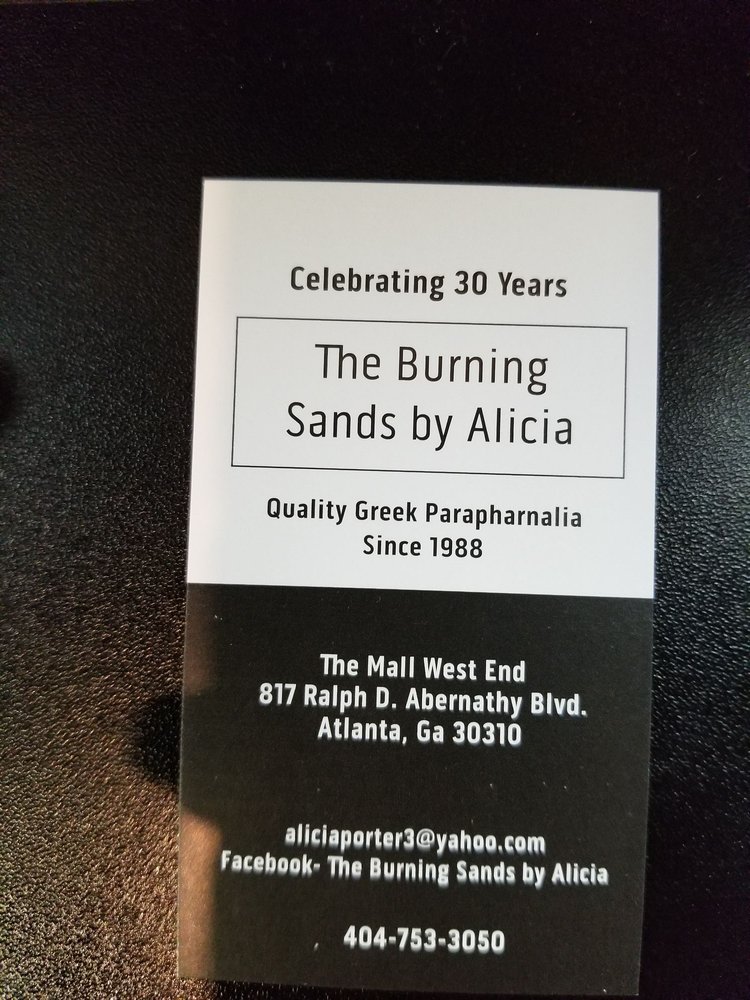 Celebrating 30 Years
The Burning
Sands by Alicia
Quality Greek Parapharnalia
Since 1988
The Mall West End
817 Ralph D. Abernathy Blvd.
Atlanta, Ga 30310
aliciaporter3@yahoo.com
Facebook- The Burning Sands by Alicia
404-753-3050